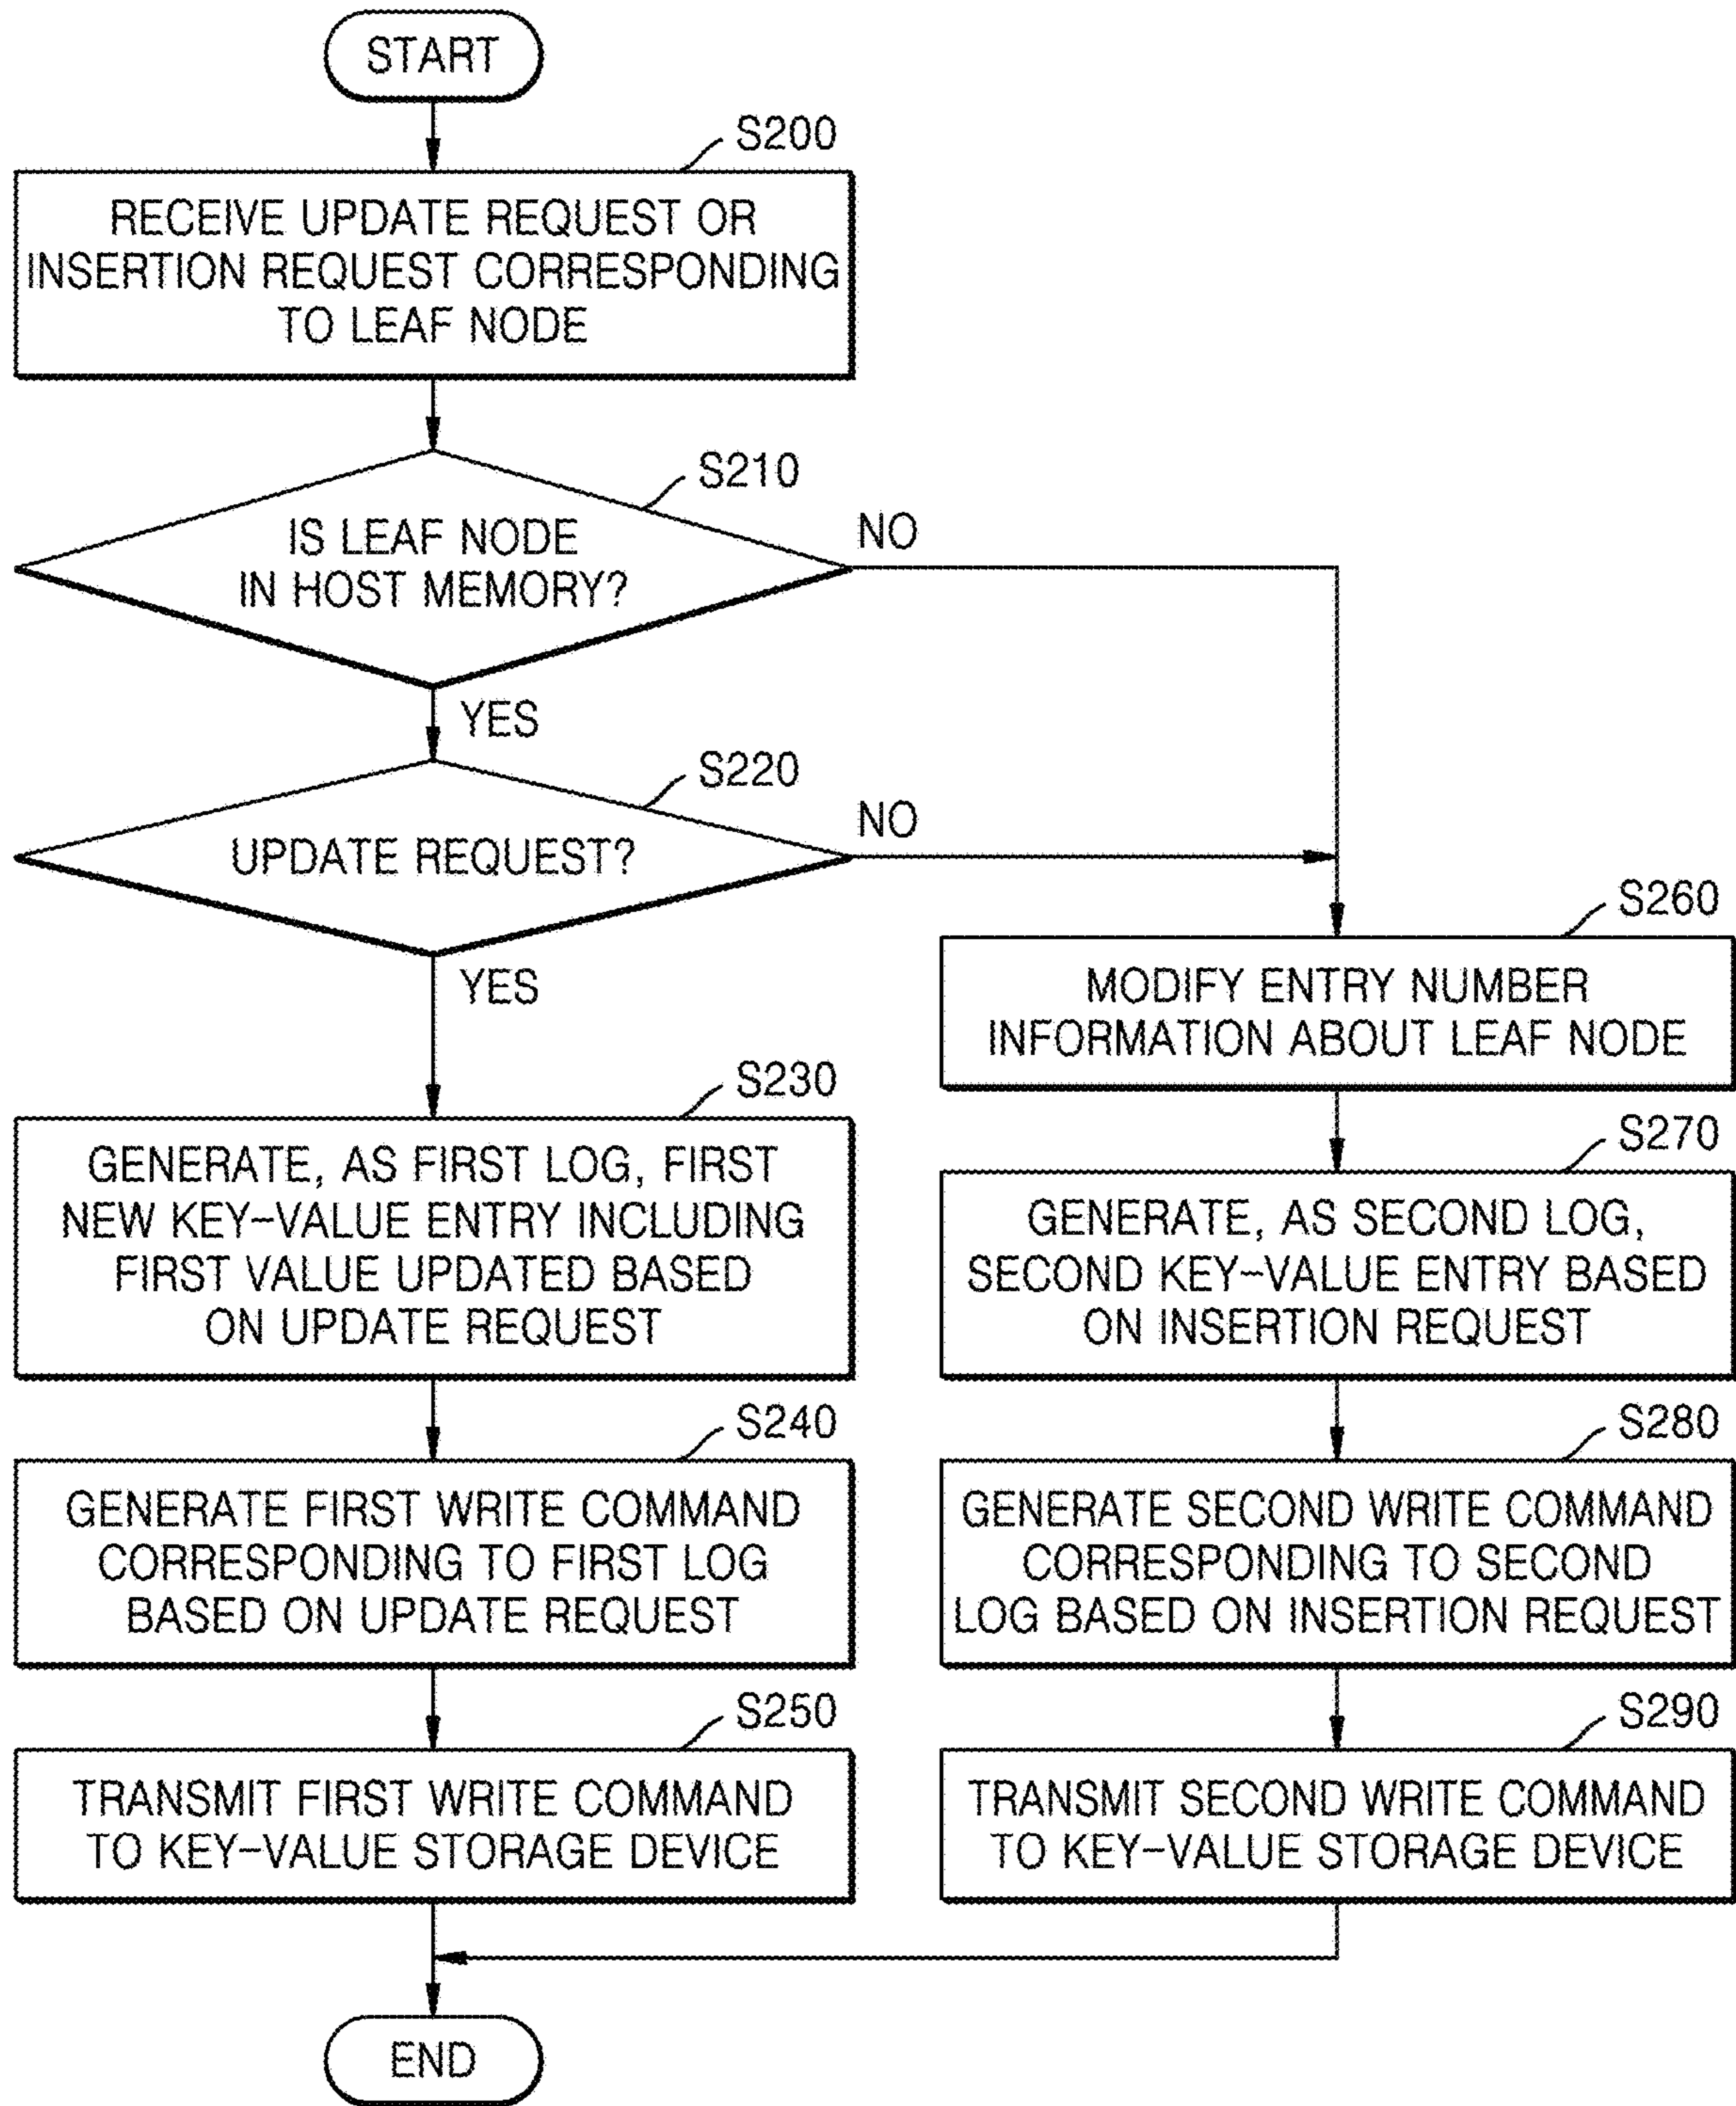 START
S200
RECEIVE UPDATE REQUEST OR
INSERTION REQUEST CORRESPONDING
TO LEAF NODE
S210
IS LEAF NODE
IN HOST MEMORY?
NO
YES
S220
UPDATE REQUEST?
NO
YES
S230
GENERATE, AS FIRST LOG, FIRST
NEW KEY-VALUE ENTRY INCLUDING
FIRST VALUE UPDATED BASED
ON UPDATE REQUEST
S240
GENERATE FIRST WRITE COMMAND
CORRESPONDING TO FIRST LOG
BASED ON UPDATE REQUEST
S250
TRANSMIT FIRST WRITE COMMAND
TO KEY-VALUE STORAGE DEVICE
S260
MODIFY ENTRY NUMBER
INFORMATION ABOUT LEAF NODE
S270
GENERATE, AS SECOND LOG,
SECOND KEY-VALUE ENTRY BASED
ON INSERTION REQUEST
S280
GENERATE SECOND WRITE COMMAND
CORRESPONDING TO SECOND
LOG BASED ON INSERTION REQUEST
S290
TRANSMIT SECOND WRITE COMMAND
TO KEY-VALUE STORAGE DEVICE
END